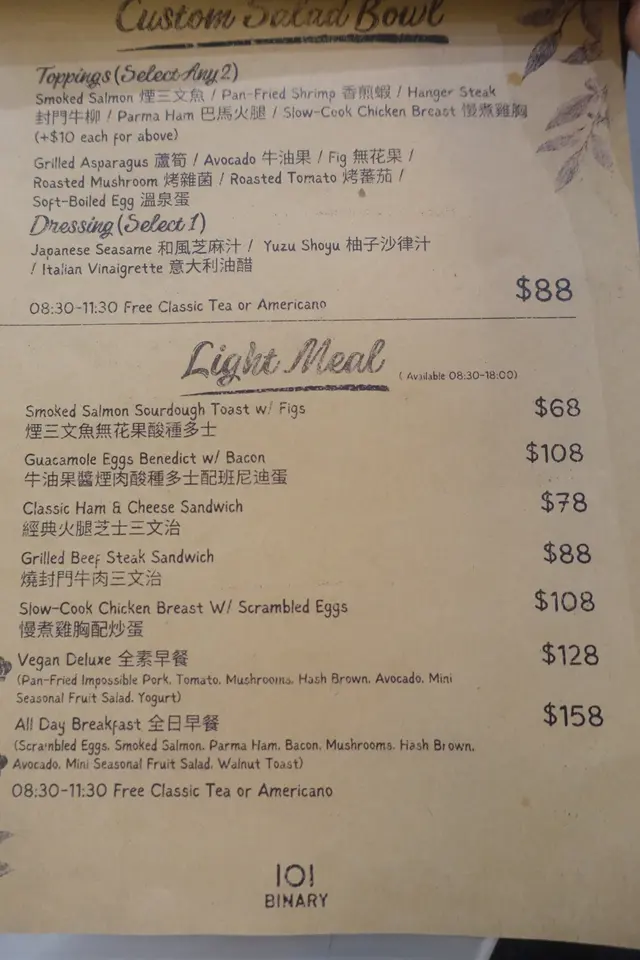 Custom Salad Bowl
Toppings (Select Any 2)
Smoked Salmon 煙三文魚 / Pan-Fried Shrimp 香煎蝦 / Hanger Steak
封門牛柳 / Parma Ham 巴馬火腿 / Slow-Cook Chicken Breast 慢煮雞胸
(+$10 each for above)
Grilled Asparagus 蘆筍 / Avocado 牛油果 / Fig 無花果 /
Roasted Mushroom 烤雜菌 / Roasted Tomato 烤蕃茄 /
Soft-Boiled Egg 溫泉蛋
Dressing (Select 1)
Japanese Seasame 和風芝麻汁 / Yuzu Shoyu 柚子沙律汁
/ Italian Vinaigrette 意大利油醋
$88
08:30-11:30 Free Classic Tea or Americano
Light Meal (Available 08:30-18:00)
Smoked Salmon Sourdough Toast w/ Figs $68
煙三文魚無花果酸種多士
Guacamole Eggs Benedict w/ Bacon $108
牛油果醬煙肉酸種多士配班尼迪蛋
Classic Ham & Cheese Sandwich $78
經典火腿芝士三文治
Grilled Beef Steak Sandwich $88
燒封門牛肉三文治
Slow-Cook Chicken Breast W/ Scrambled Eggs $108
慢煮雞胸配炒蛋
Vegan Deluxe 全素早餐 $128
(Pan-Fried Impossible Pork, Tomato, Mushrooms, Hash Brown, Avocado, Mini
Seasonal Fruit Salad, Yogurt)
All Day Breakfast 全日早餐 $158
(Scrambled Eggs, Smoked Salmon, Parma Ham, Bacon, Mushrooms, Hash Brown,
Avocado, Mini Seasonal Fruit Salad, Walnut Toast)
08:30-11:30 Free Classic Tea or Americano
101
BINARY